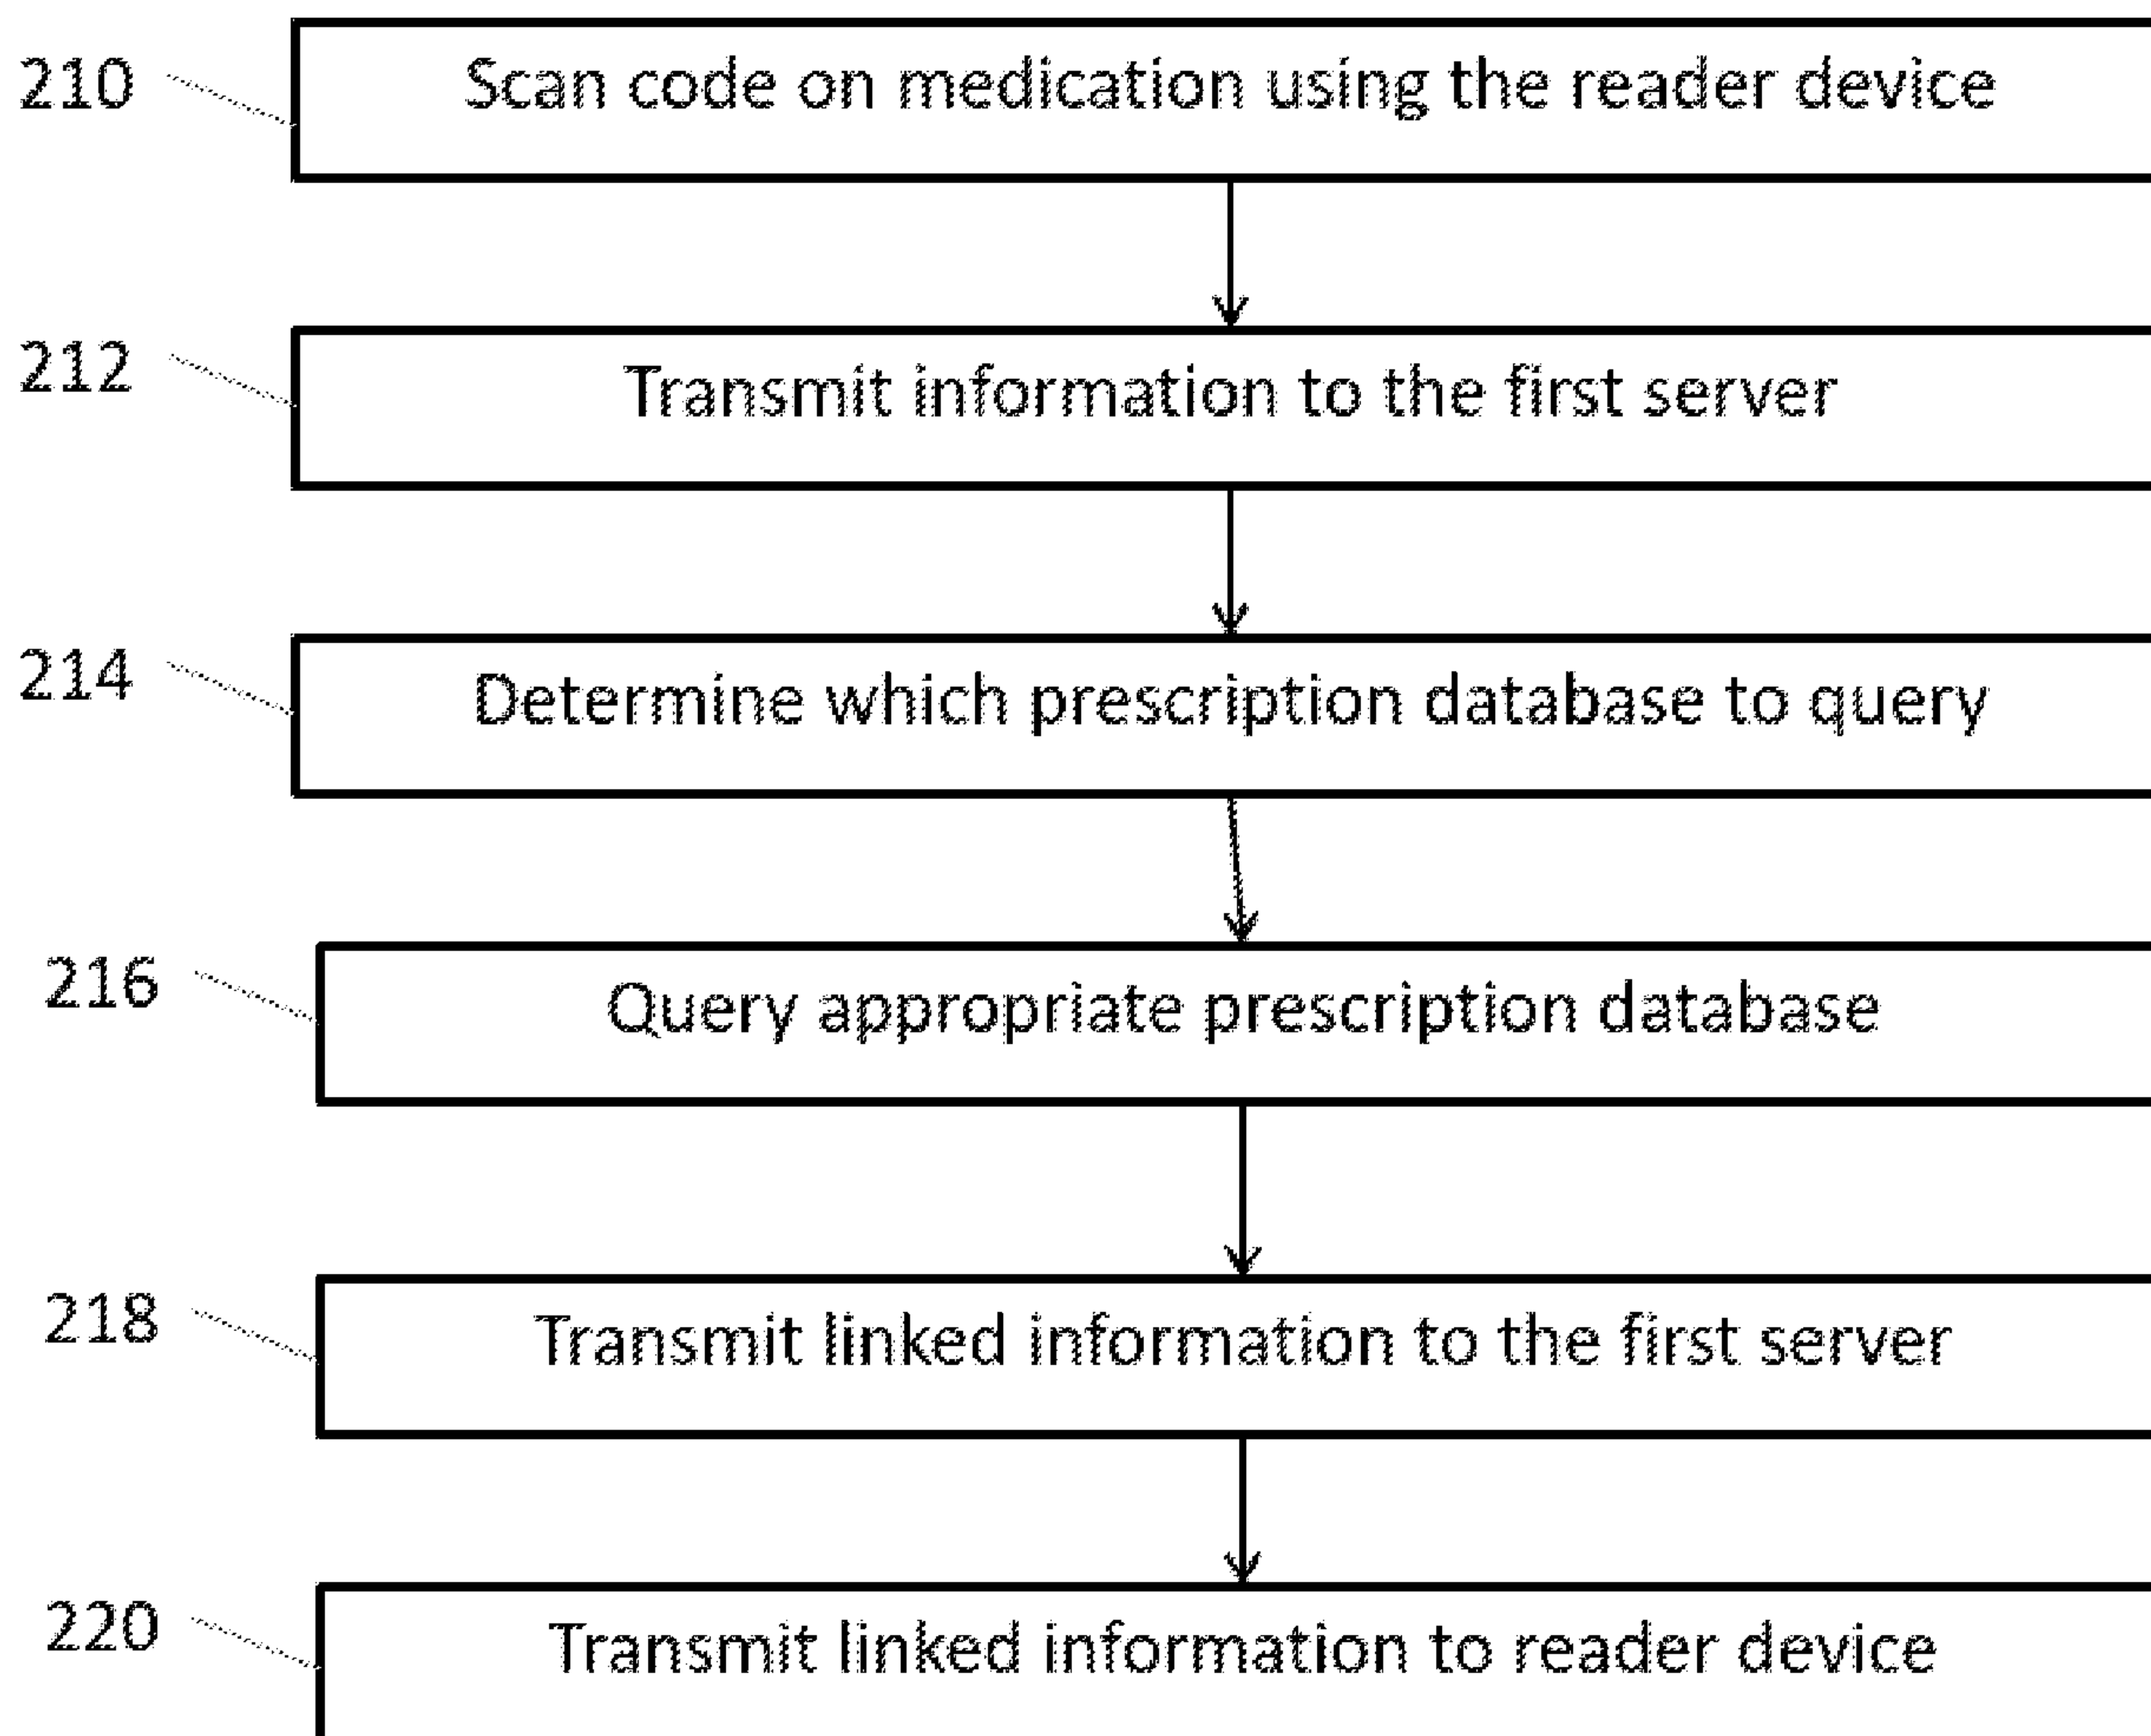 210 Scan code on medication using the reader device
212 Transmit information to the first server
214 Determine which prescription database to query
216 Query appropriate prescription database
218 Transmit linked information to the first server
220 Transmit linked information to reader device